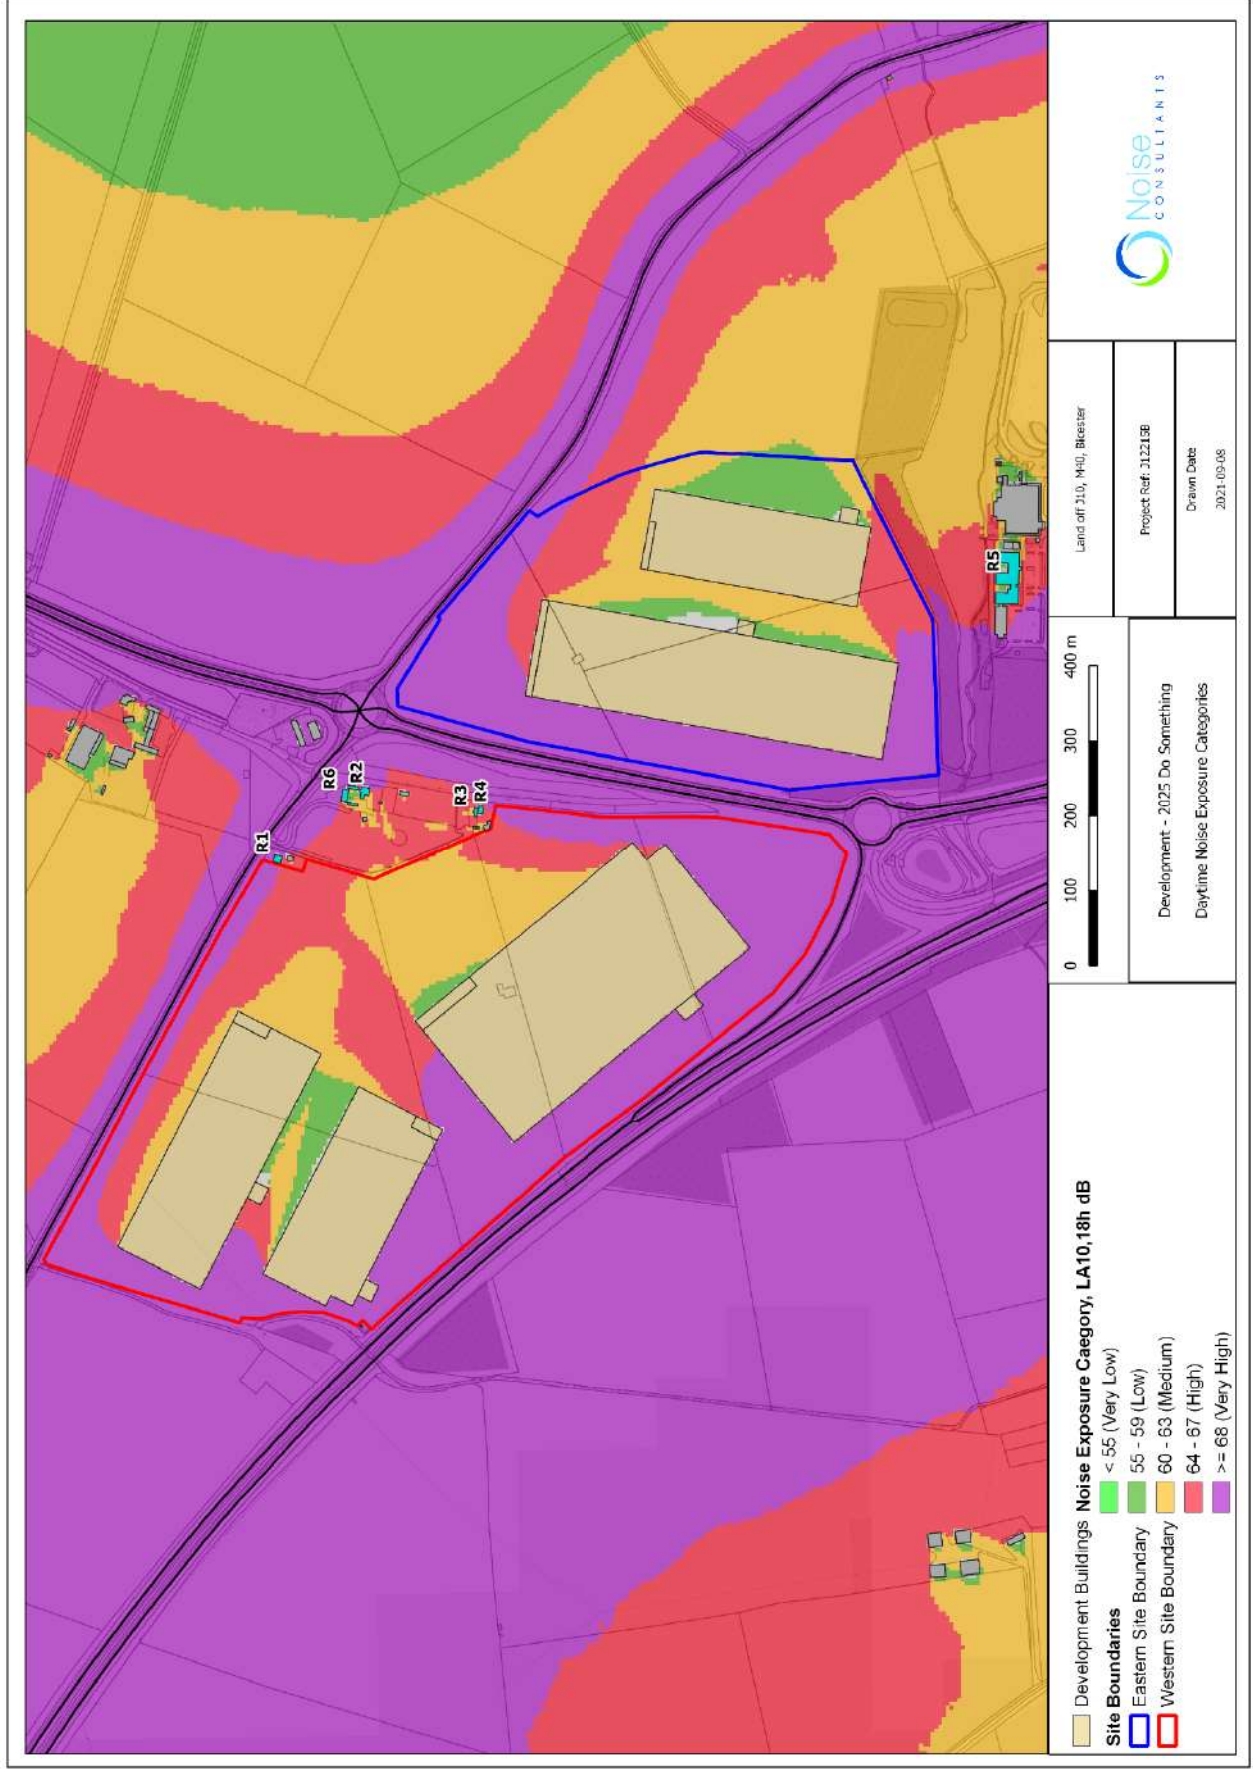 R1
R6
R2
R3
R4
R5
Development Buildings
Site Boundaries
Eastern Site Boundary
Western Site Boundary
Noise Exposure Caegory, LA10,18h dB
< 55 (Very Low)
55 - 59 (Low)
60 - 63 (Medium)
64 - 67 (High)
>= 68 (Very High)
0 100 200 300 400 m
Development - 2025 Do Something
Daytime Noise Exposure Categories
Land off J10, M40, Bicester
Project Ref: J12215B
Drawn Date
2021-09-08
Noise
CONSULTANTS